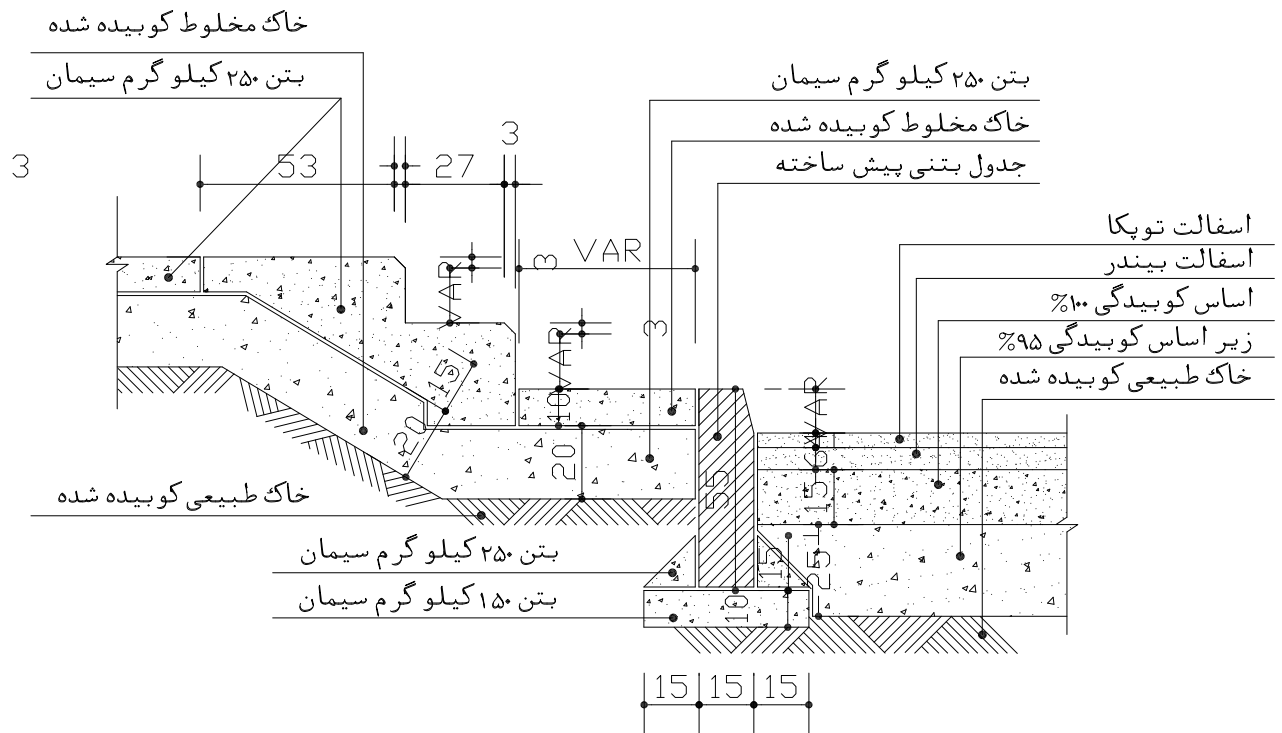 خاک مخلوط کوبیده شده
بتن ۲۵۰ کیلو گرم سیمان
بتن ۲۵۰ کیلو گرم سیمان
خاک مخلوط کوبیده شده
جدول بتنی پیش ساخته
3
3
53
27
اسفالت توپکا
اسفالت بیندر
اساس کوبیدگی ۱۰۰%
زیر اساس کوبیدگی ۹۵%
خاک طبیعی کوبیده شده
VAR
3
VAR
3
VAR
10
20
15
20
VAR
6
15
25
55
15
10
خاک طبیعی کوبیده شده
بتن ۲۵۰ کیلو گرم سیمان
بتن ۱۵۰ کیلو گرم سیمان
15
15
15